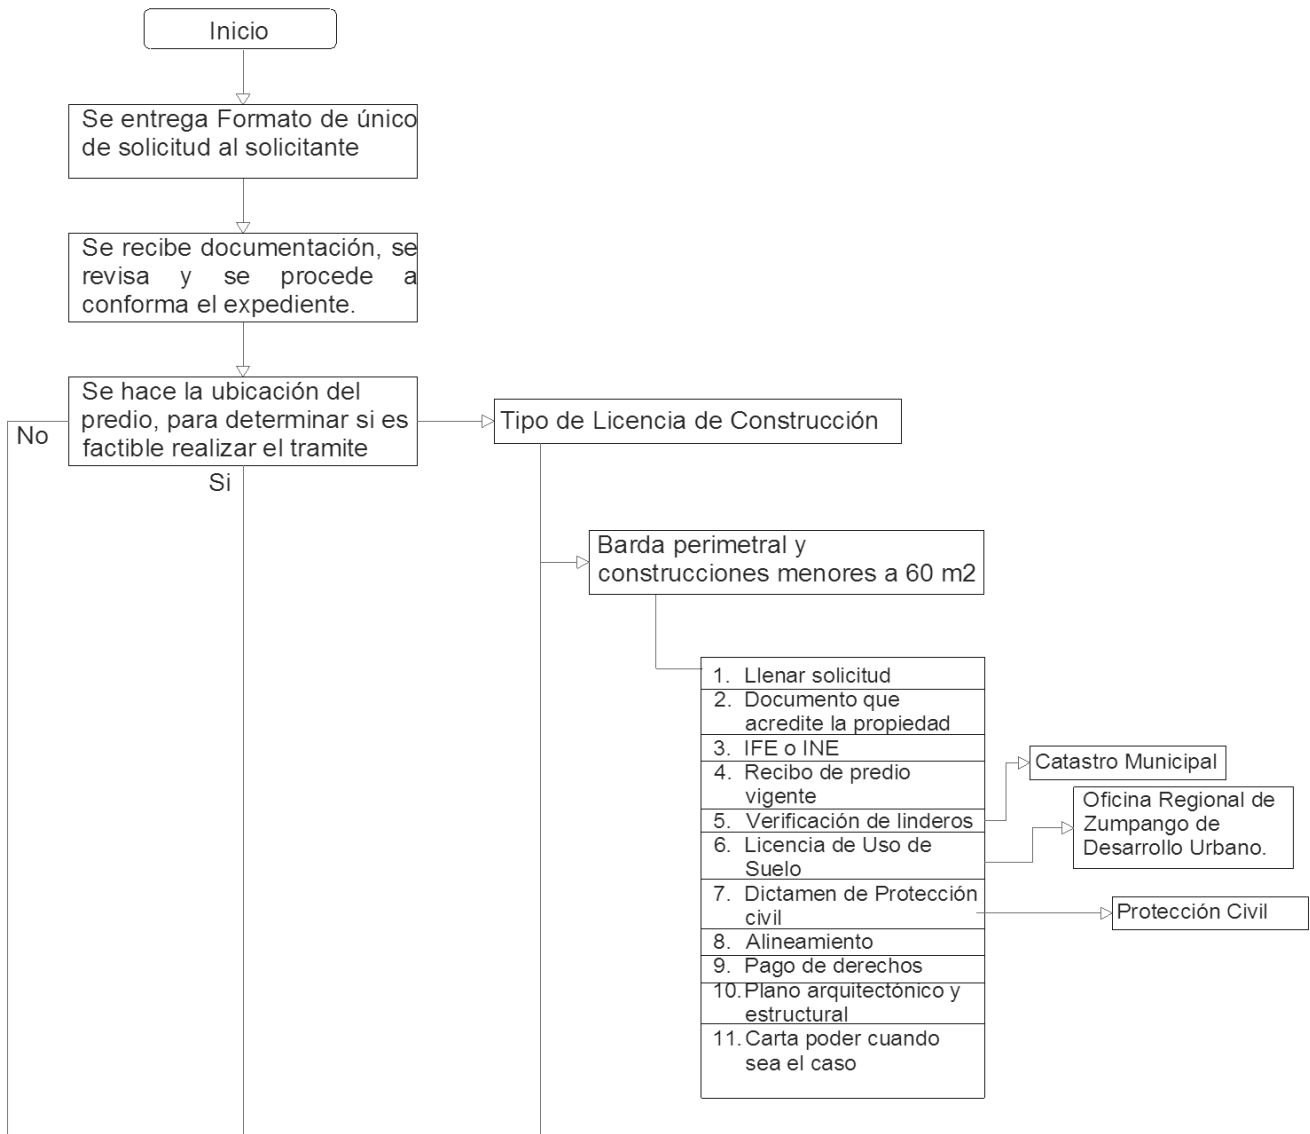 Inicio
Se entrega Formato de único
de solicitud al solicitante
Se recibe documentación, se
revisa y se procede a
conforma el expediente.
Se hace la ubicación del
predio, para determinar si es
factible realizar el tramite
No
Si
Tipo de Licencia de Construcción
Barda perimetral y
construcciones menores a 60 m2
1. Llenar solicitud
2. Documento que
acredite la propiedad
3. IFE o INE
4. Recibo de predio
vigente
5. Verificación de linderos
6. Licencia de Uso de
Suelo
7. Dictamen de Protección
civil
8. Alineamiento
9. Pago de derechos
10. Plano arquitectónico y
estructural
11. Carta poder cuando
sea el caso
Catastro Municipal
Oficina Regional de
Zumpango de
Desarrollo Urbano.
Protección Civil